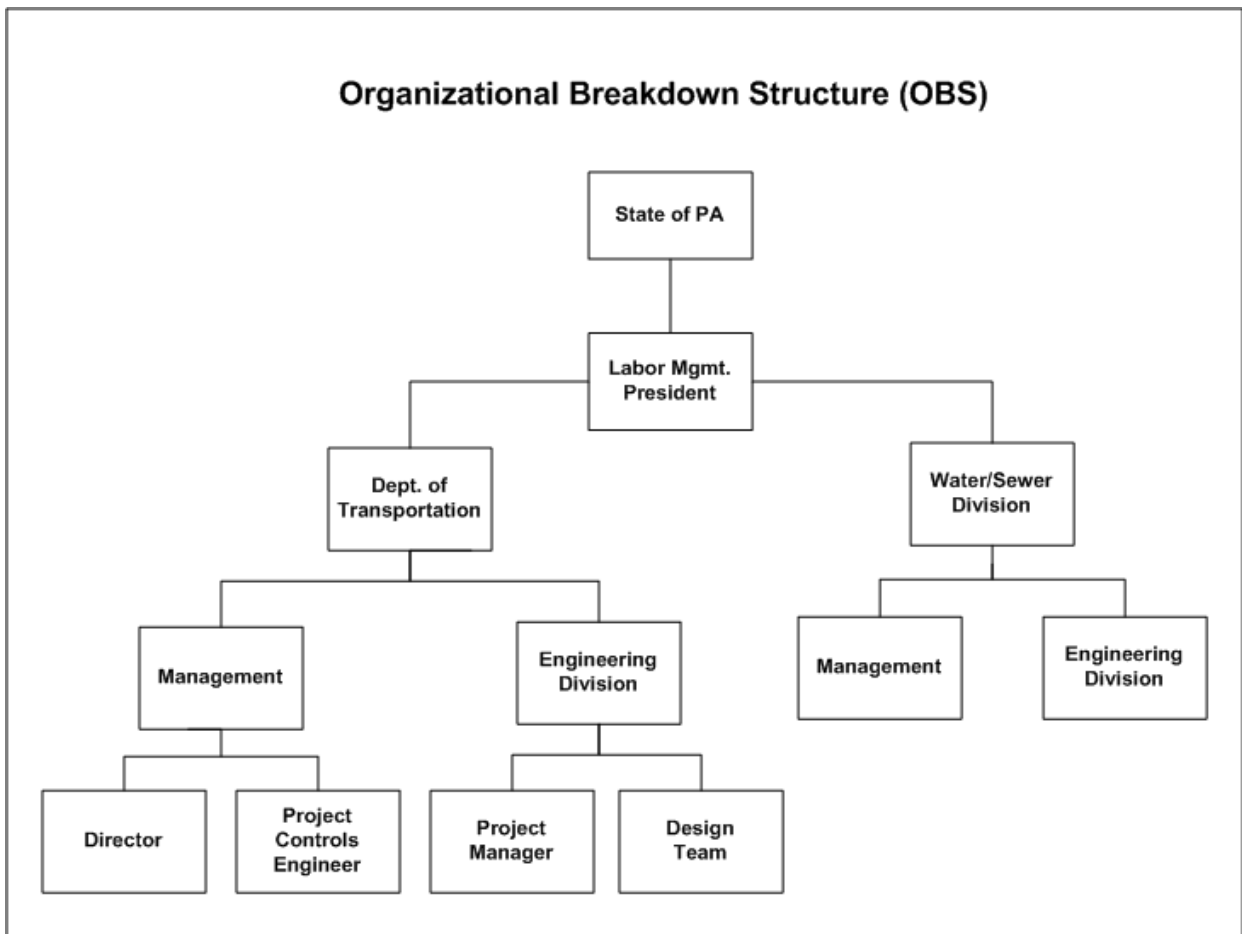 Organizational Breakdown Structure (OBS)
State of PA
Labor Mgmt.
President
Dept. of
Transportation
Water/Sewer
Division
Management
Engineering
Division
Management
Engineering
Division
Director
Project
Controls
Engineer
Project
Manager
Design
Team